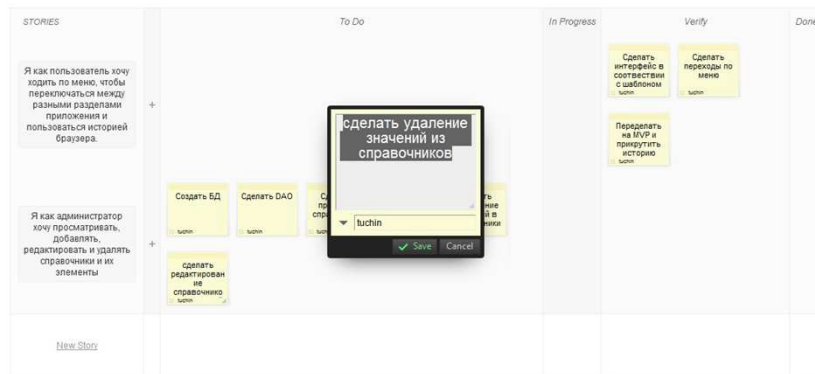 STORIES
To Do
In Progress
Verify
Done
Я как пользователь хочу
ходить по меню, чтобы
переключаться между
разными разделами
приложения и
пользоваться историей
браузера.
+
Сделать
интерфейс в
соотвествии
с шаблоном
tuchin
Сделать
переходы по
меню
tuchin
Переделать
на MVP и
прикрутить
историю
tuchin
сделать удаление
значений из
справочников
tuchin
Save
Cancel
Я как администратор
хочу просматривать,
добавлять,
редактировать и удалять
справочники и их
элементы
+
Создать БД
tuchin
Сделать DAO
tuchin
сделать
редактирован
ие
справочнико
tuchin
New Story